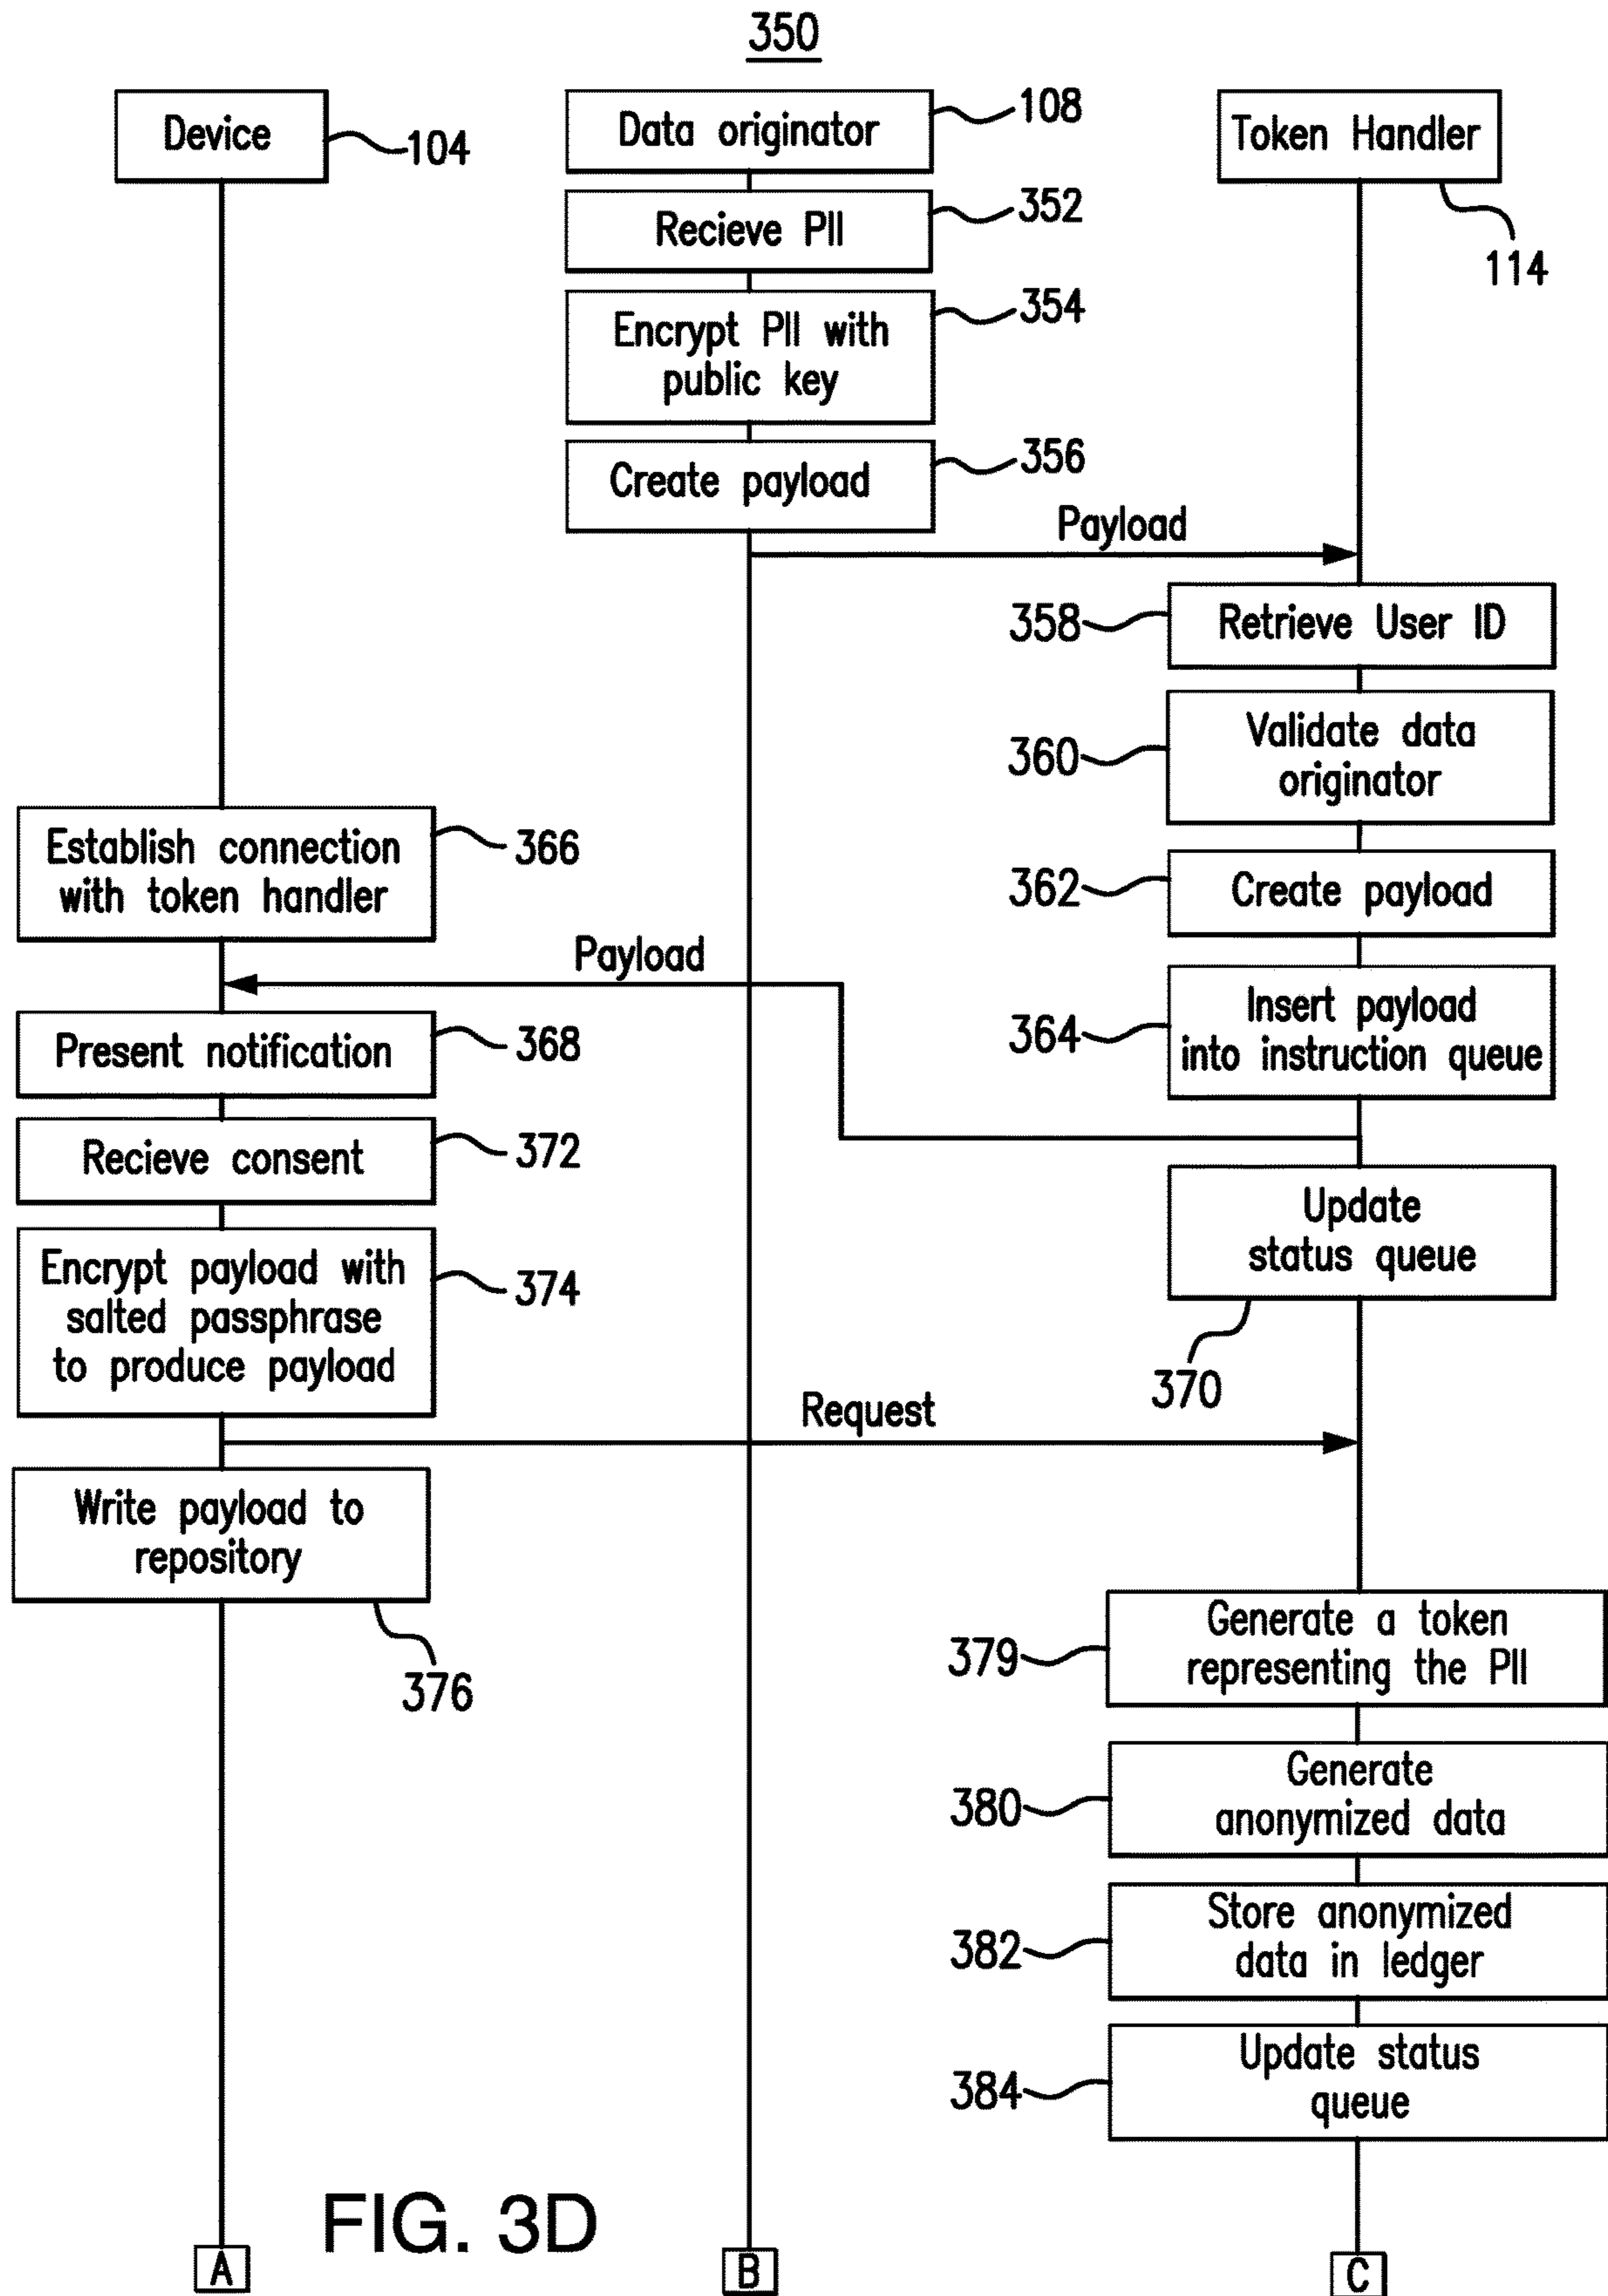 350
Device
104
Data originator
108
Token Handler
114
Recieve PII
352
Encrypt PII with
public key
354
Create payload
356
Payload
358
Retrieve User ID
360
Validate data
originator
Establish connection
with token handler
366
362
Create payload
Payload
364
Insert payload
into instruction queue
Present notification
368
Recieve consent
372
Update
status queue
370
Encrypt payload with
salted passphrase
to produce payload
374
Request
Write payload to
repository
376
379
Generate a token
representing the PII
380
Generate
anonymized data
382
Store anonymized
data in ledger
384
Update status
queue
FIG. 3D
A
B
C